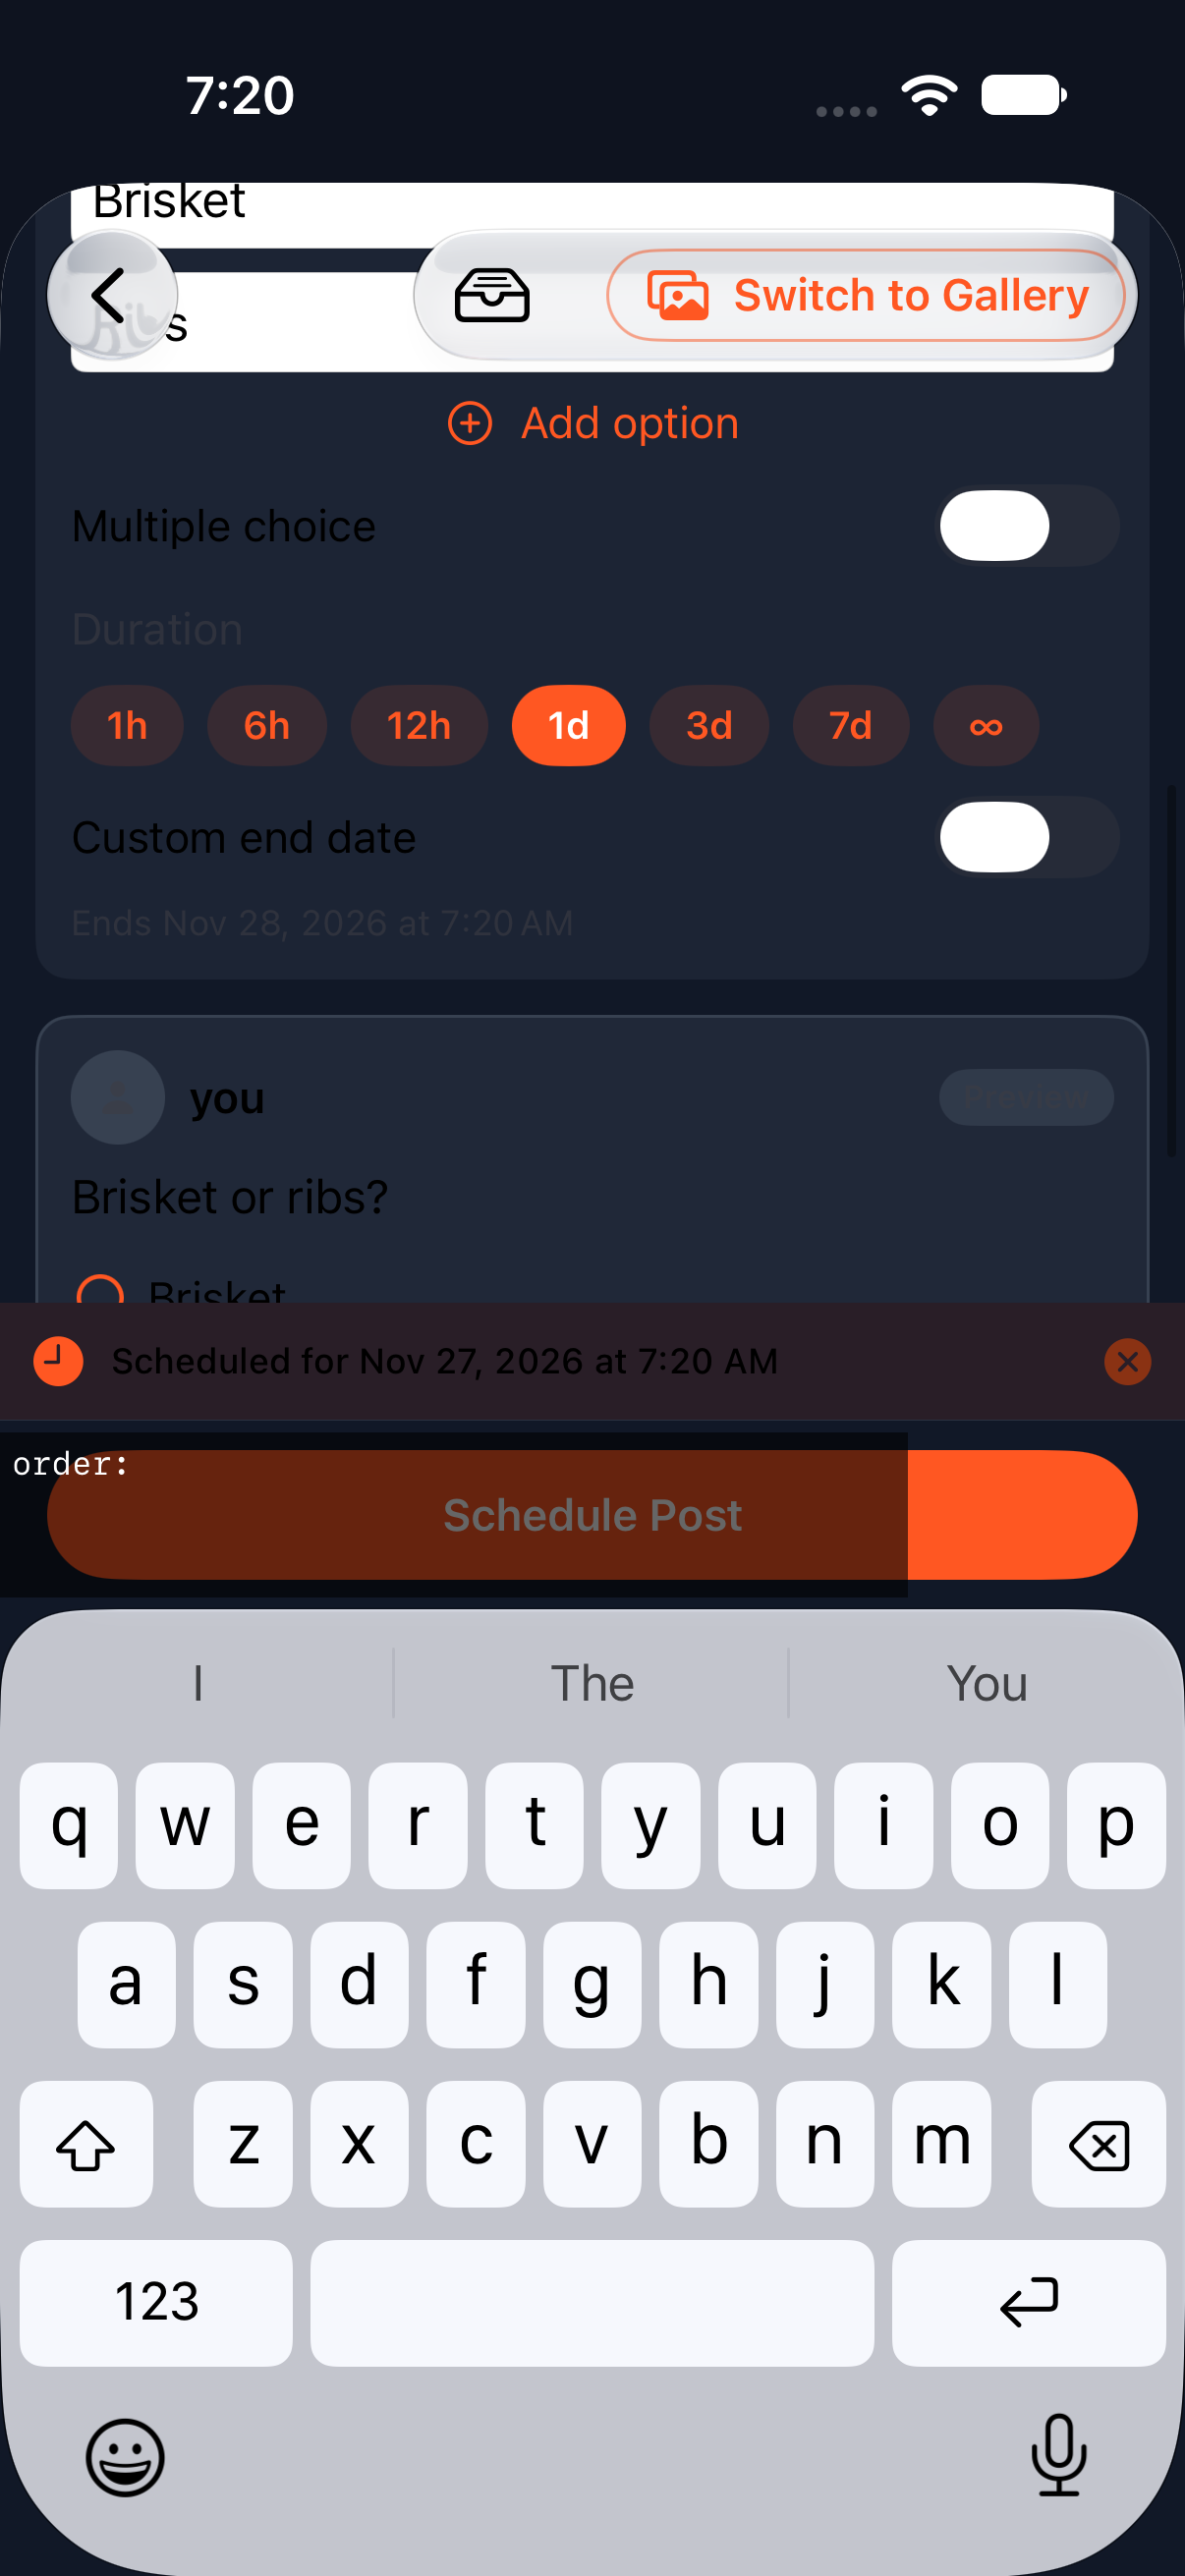 7:20
Brisket
Ribs
Switch to Gallery
Add option
Multiple choice
Duration
1h 6h 12h 1d 3d 7d ∞
Custom end date
Ends Nov 28, 2026 at 7:20 AM
you
Preview
Brisket or ribs?
Brisket
Scheduled for Nov 27, 2026 at 7:20 AM
order:
Schedule Post
I The You
q w e r t y u i o p
a s d f g h j k l
z x c v b n m
123